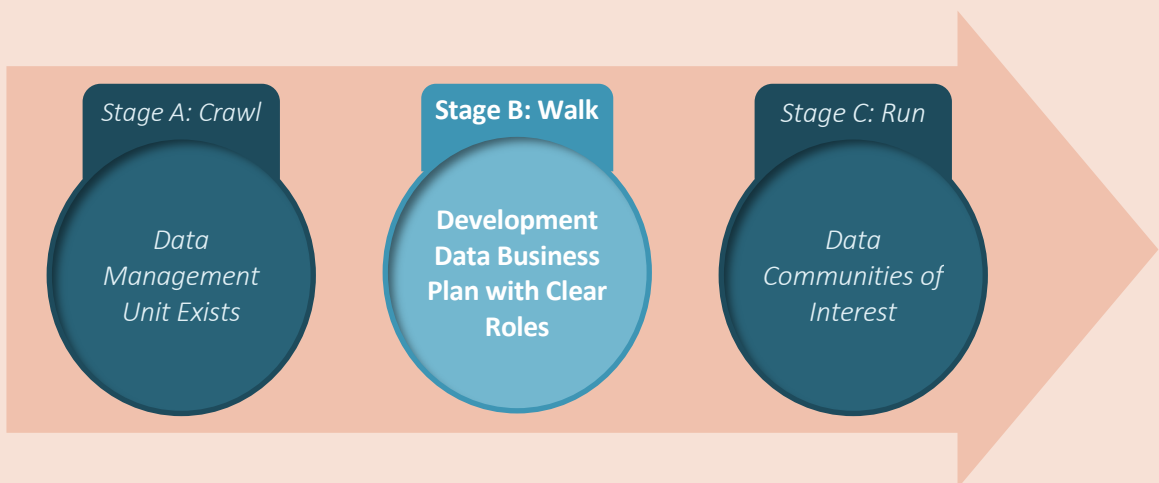 Stage A: Crawl
Data
Management
Unit Exists
Stage B: Walk
Development
Data Business
Plan with Clear
Roles
Stage C: Run
Data
Communities of
Interest